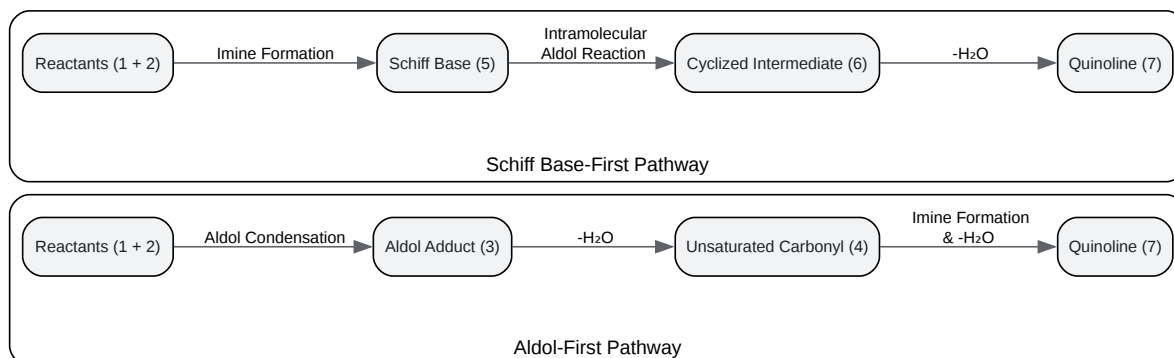 Reactants (1 + 2)
Imine Formation
Schiff Base (5)
Intramolecular
Aldol Reaction
Cyclized Intermediate (6)
-H₂O
Quinoline (7)
Schiff Base-First Pathway
Reactants (1 + 2)
Aldol Condensation
Aldol Adduct (3)
-H₂O
Unsaturated Carbonyl (4)
Imine Formation
& -H₂O
Quinoline (7)
Aldol-First Pathway